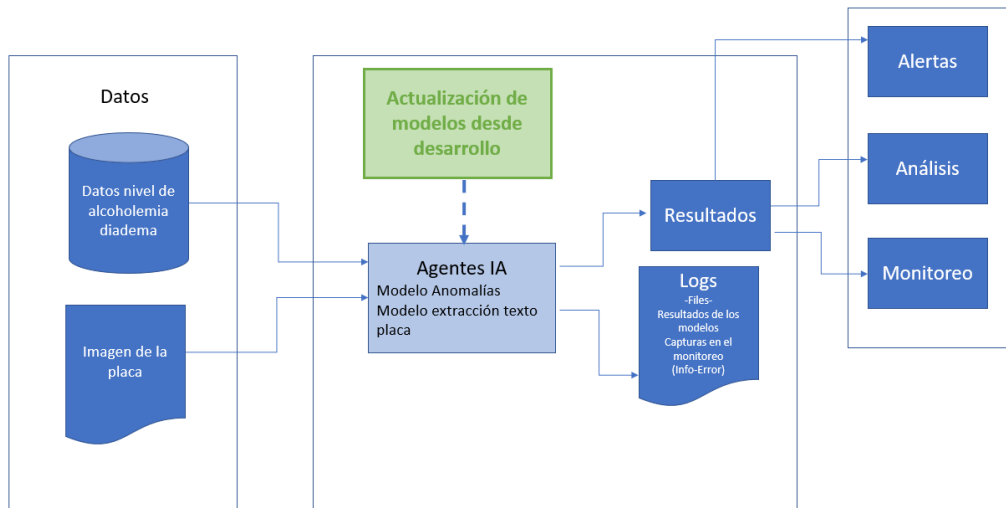 Datos
Datos nivel de
alcoholemia
diadema
Imagen de la
placa
Actualización de
modelos desde
desarrollo
Agentes IA
Modelo Anomalías
Modelo extracción texto
placa
Resultados
Logs
-Files-
Resultados de los
modelos
Capturas en el
monitoreo
(Info-Error)
Alertas
Análisis
Monitoreo